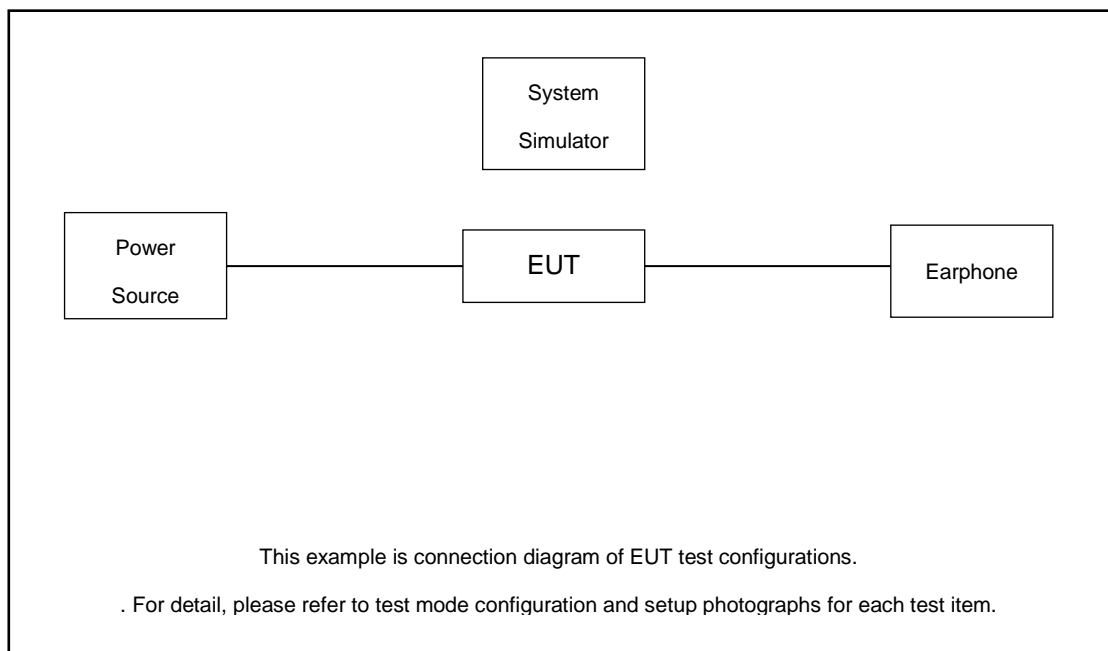 System
Simulator
Power
Source
EUT
Earphone
This example is connection diagram of EUT test configurations.
. For detail, please refer to test mode configuration and setup photographs for each test item.